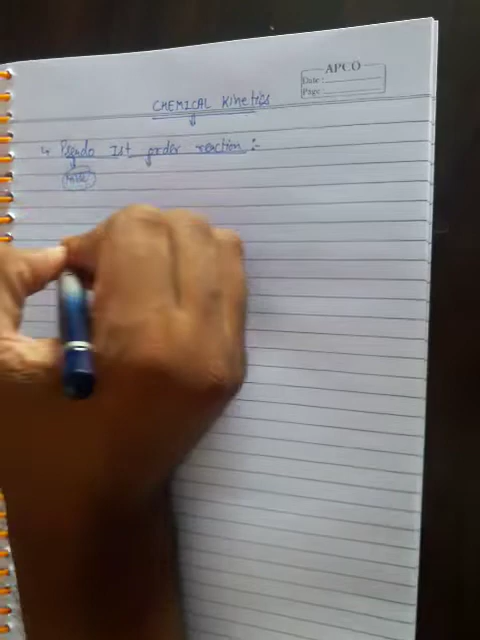 APCO
Date:
Page:
CHEMICAL Kinetics
Pseudo Ist order reaction :-